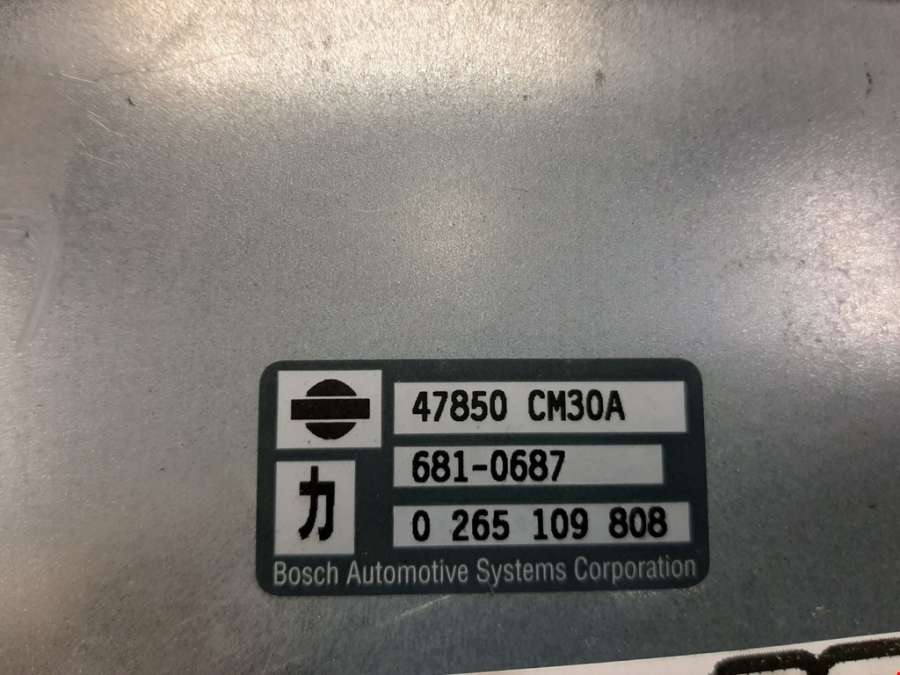 47850 CM30A
681-0687
力
0 265 109 808
Bosch Automotive Systems Corporation